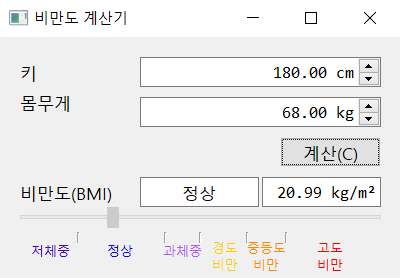 비만도 계산기
키 180.00 cm
몸무게 68.00 kg
계산(C)
비만도(BMI) 정상 20.99 kg/m²
저체중 정상 과체중 경도 비만 중등도 비만 고도 비만